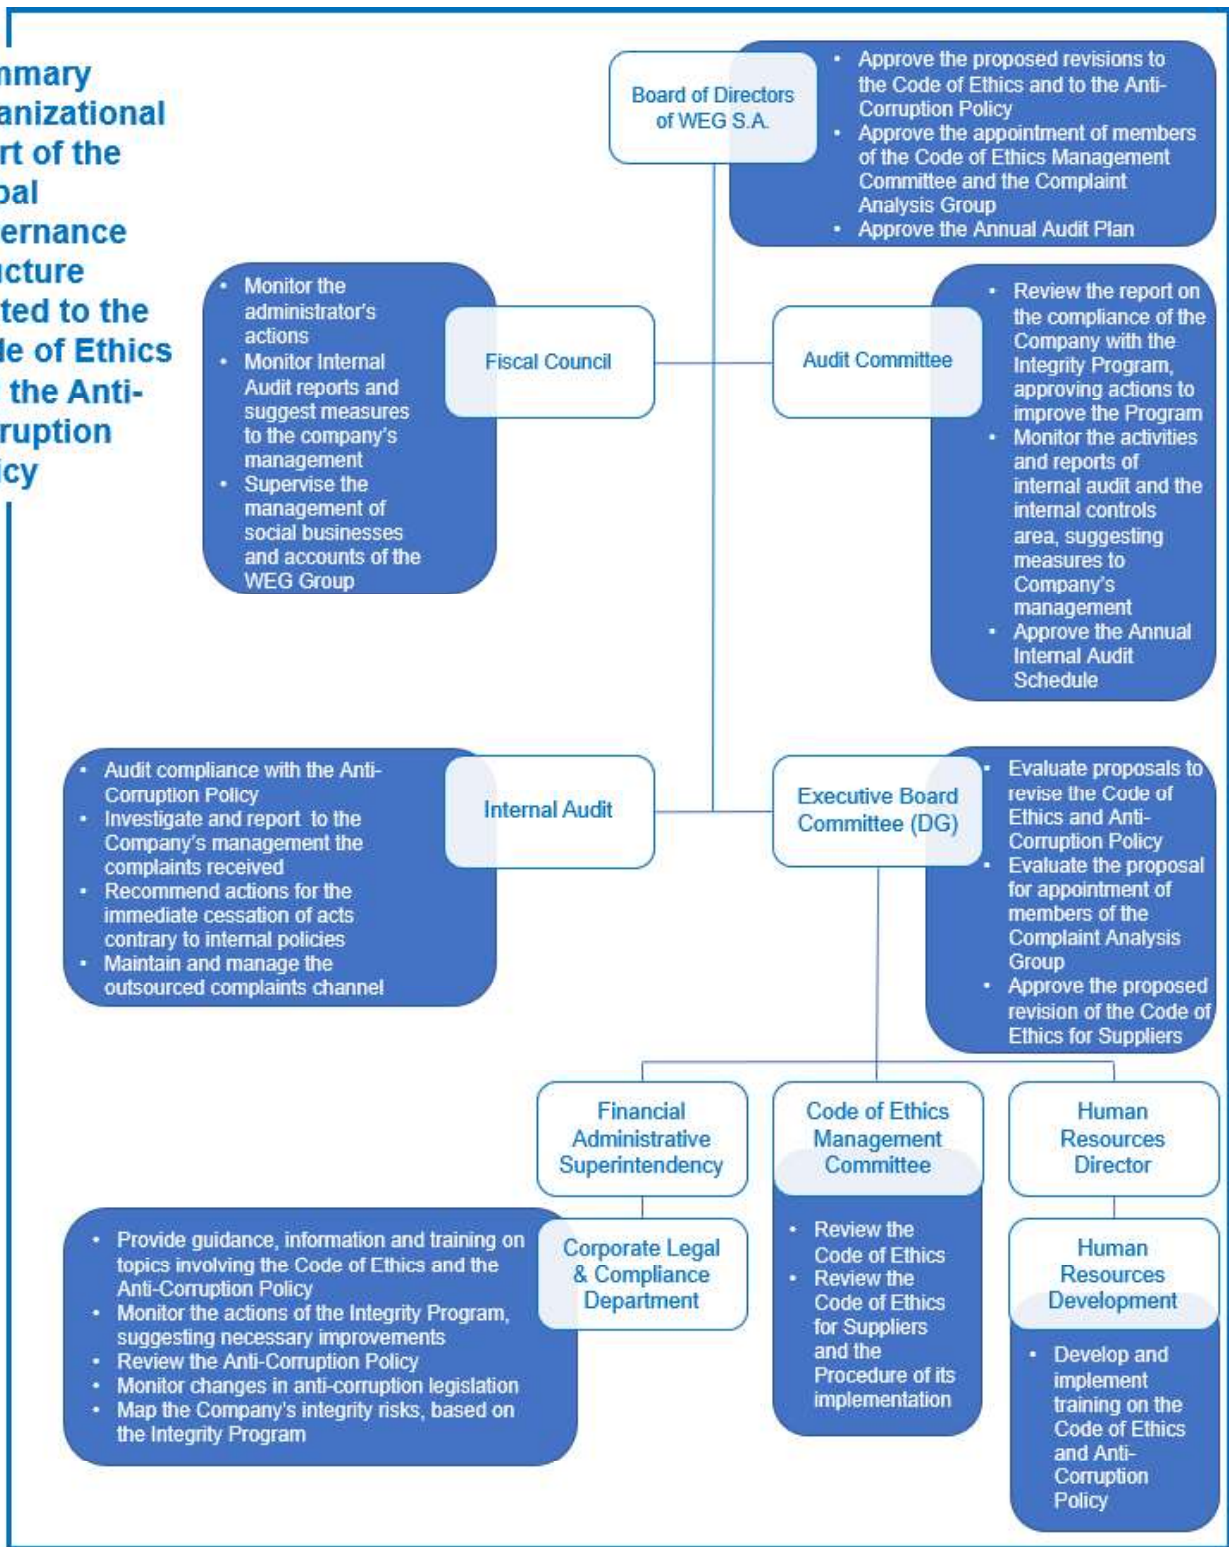 mmary
anizational
rt of the
bal
ernance
ucture
ted to the
de of Ethics
the Anti-
ruption
icy
Board of Directors
of WEG S.A.
• Approve the proposed revisions to
the Code of Ethics and to the Anti-
Corruption Policy
• Approve the appointment of members
of the Code of Ethics Management
Committee and the Complaint
Analysis Group
• Approve the Annual Audit Plan
• Monitor the
administrator's
actions
• Monitor Internal
Audit reports and
suggest measures
to the company's
management
• Supervise the
management of
social businesses
and accounts of the
WEG Group
Fiscal Council
Audit Committee
• Review the report on
the compliance of the
Company with the
Integrity Program,
approving actions to
improve the Program
• Monitor the activities
and reports of
internal audit and the
internal controls
area, suggesting
measures to
Company's
management
• Approve the Annual
Internal Audit
Schedule
• Audit compliance with the Anti-
Corruption Policy
• Investigate and report to the
Company's management the
complaints received
• Recommend actions for the
immediate cessation of acts
contrary to internal policies
• Maintain and manage the
outsourced complaints channel
Internal Audit
Executive Board
Committee (DG)
• Evaluate proposals to
revise the Code of
Ethics and Anti-
Corruption Policy
• Evaluate the proposal
for appointment of
members of the
Complaint Analysis
Group
• Approve the proposed
revision of the Code of
Ethics for Suppliers
Financial
Administrative
Superintendency
Code of Ethics
Management
Committee
Human
Resources
Director
• Provide guidance, information and training on
topics involving the Code of Ethics and the
Anti-Corruption Policy
• Monitor the actions of the Integrity Program,
suggesting necessary improvements
• Review the Anti-Corruption Policy
• Monitor changes in anti-corruption legislation
• Map the Company's integrity risks, based on
the Integrity Program
Corporate Legal
& Compliance
Department
• Review the
Code of Ethics
• Review the
Code of Ethics
for Suppliers
and the
Procedure of its
implementation
Human
Resources
Development
• Develop and
implement
training on the
Code of Ethics
and Anti-
Corruption
Policy